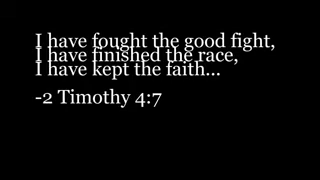 I have fought the good fight,
I have finished the race,
I have kept the faith...
-2 Timothy 4:7